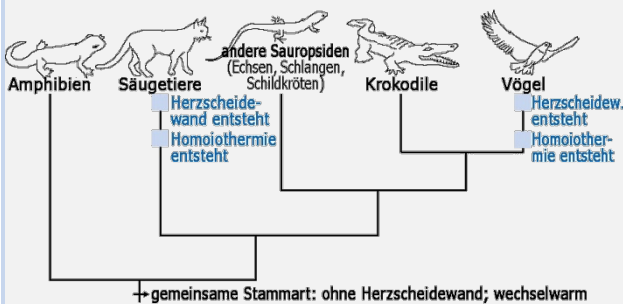 andere Sauropsiden
(Echsen, Schlangen,
Schildkröten)
Amphibien
Säugetiere
Krokodile
Vögel
Herzscheide-
wand entsteht
Homoiothermie
entsteht
Herzscheidew.
entsteht
Homoiother-
mie entsteht
gemeinsame Stammart: ohne Herzscheidewand; wechselwarm